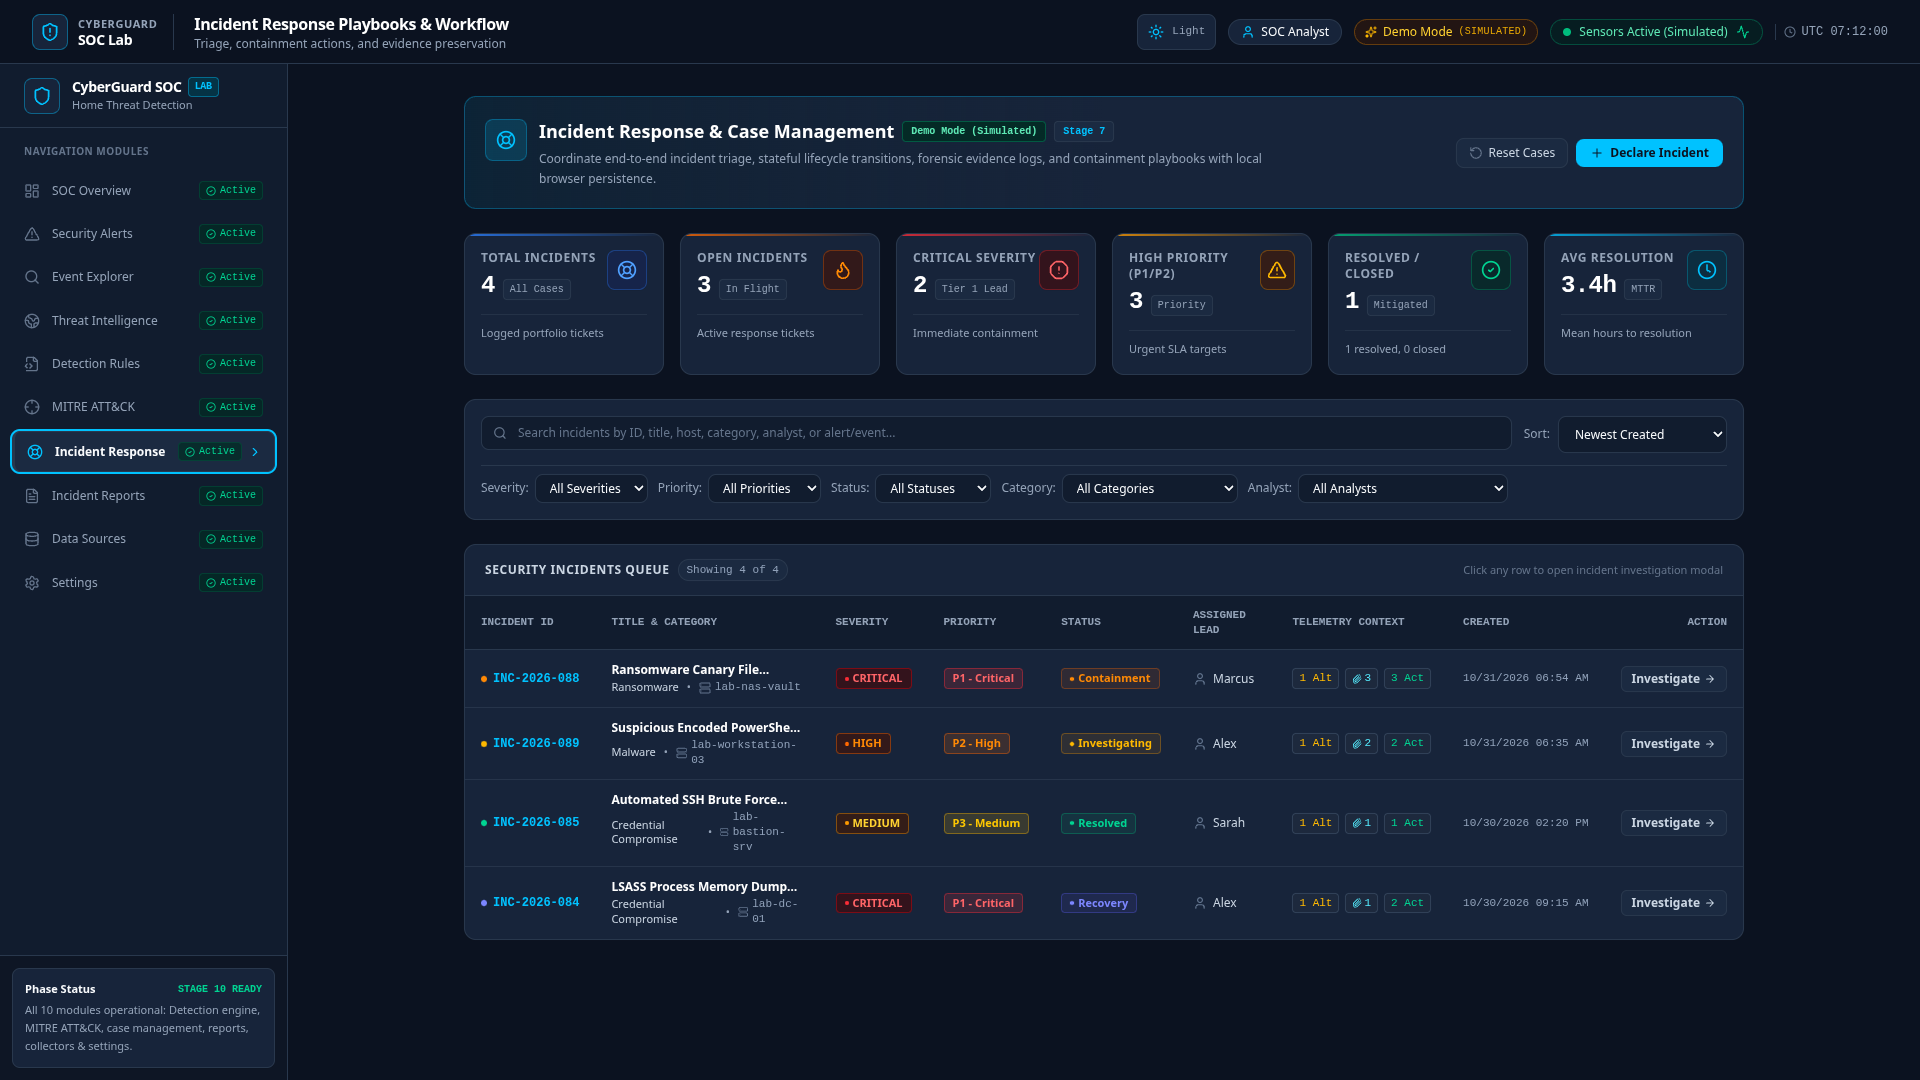 CYBERGUARD
SOC Lab
Incident Response Playbooks & Workflow
Triage, containment actions, and evidence preservation
Light
SOC Analyst
Demo Mode (SIMULATED)
Sensors Active (Simulated)
UTC 07:12:00
CyberGuard SOC LAB
Home Threat Detection
NAVIGATION MODULES
SOC Overview Active
Security Alerts Active
Event Explorer Active
Threat Intelligence Active
Detection Rules Active
MITRE ATT&CK Active
Incident Response Active
Incident Reports Active
Data Sources Active
Settings Active
Phase Status STAGE 10 READY
All 10 modules operational: Detection engine,
MITRE ATT&CK, case management, reports,
collectors & settings.
Incident Response & Case Management Demo Mode (Simulated) Stage 7
Coordinate end-to-end incident triage, stateful lifecycle transitions, forensic evidence logs, and containment playbooks with local
browser persistence.
Reset Cases
Declare Incident
TOTAL INCIDENTS
4 All Cases
Logged portfolio tickets
OPEN INCIDENTS
3 In Flight
Active response tickets
CRITICAL SEVERITY
2 Tier 1 Lead
Immediate containment
HIGH PRIORITY
(P1/P2)
3 Priority
Urgent SLA targets
RESOLVED /
CLOSED
1 Mitigated
1 resolved, 0 closed
AVG RESOLUTION
3.4h MTTR
Mean hours to resolution
Search incidents by ID, title, host, category, analyst, or alert/event...
Sort: Newest Created
Severity: All Severities Priority: All Priorities Status: All Statuses Category: All Categories Analyst: All Analysts
SECURITY INCIDENTS QUEUE Showing 4 of 4
Click any row to open incident investigation modal
INCIDENT ID TITLE & CATEGORY SEVERITY PRIORITY STATUS ASSIGNED LEAD TELEMETRY CONTEXT CREATED ACTION
INC-2026-088
Ransomware Canary File...
Ransomware • lab-nas-vault
CRITICAL P1 - Critical Containment Marcus 1 Alt 3 3 Act 10/31/2026 06:54 AM Investigate →
INC-2026-089
Suspicious Encoded PowerShe...
Malware • lab-workstation-
03
HIGH P2 - High Investigating Alex 1 Alt 2 2 Act 10/31/2026 06:35 AM Investigate →
INC-2026-085
Automated SSH Brute Force...
Credential
Compromise
•
lab-
bastion-
srv
MEDIUM P3 - Medium Resolved Sarah 1 Alt 1 1 Act 10/30/2026 02:20 PM Investigate →
INC-2026-084
LSASS Process Memory Dump...
Credential
Compromise
•
lab-dc-
01
CRITICAL P1 - Critical Recovery Alex 1 Alt 1 2 Act 10/30/2026 09:15 AM Investigate →